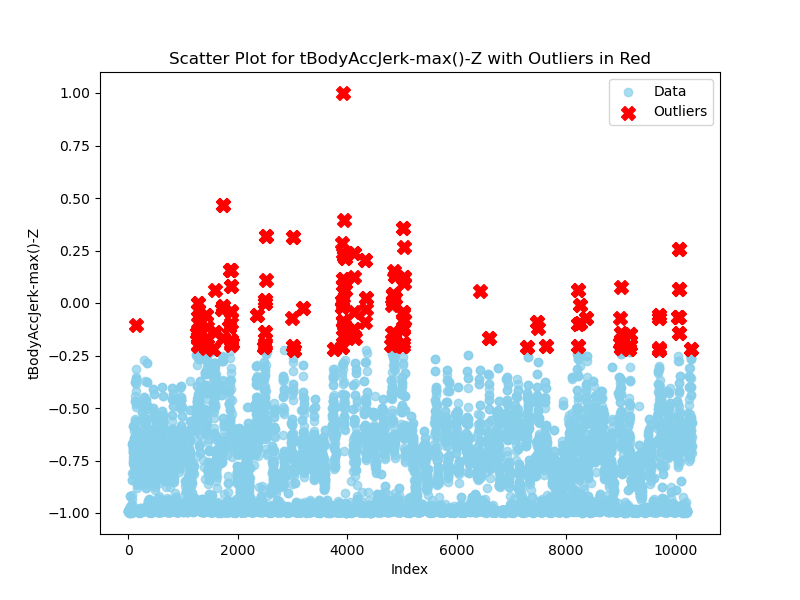 Scatter Plot for tBodyAccJerk-max()-Z with Outliers in Red
Data
Outliers
tBodyAccJerk-max()-Z
1.00
0.75
0.50
0.25
0.00
−0.25
−0.50
−0.75
−1.00
0 2000 4000 6000 8000 10000
Index